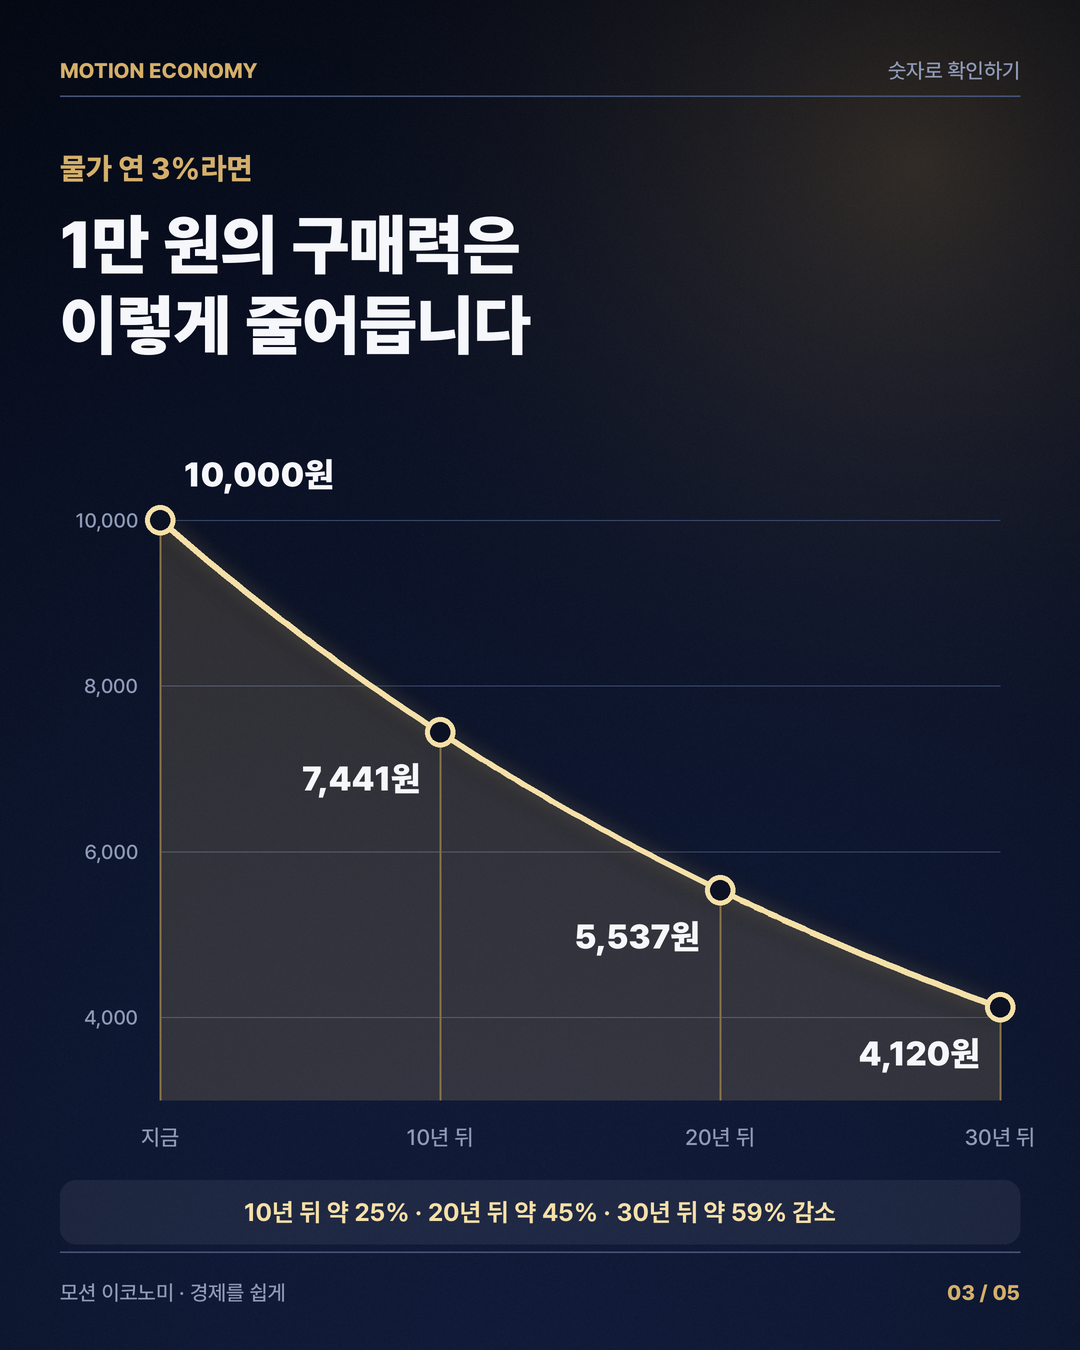 MOTION ECONOMY
숫자로 확인하기
물가 연 3%라면
1만 원의 구매력은
이렇게 줄어듭니다
10,000원
10,000
8,000
7,441원
6,000
5,537원
4,000
4,120원
지금
10년 뒤
20년 뒤
30년 뒤
10년 뒤 약 25% · 20년 뒤 약 45% · 30년 뒤 약 59% 감소
모션 이코노미 · 경제를 쉽게
03 / 05